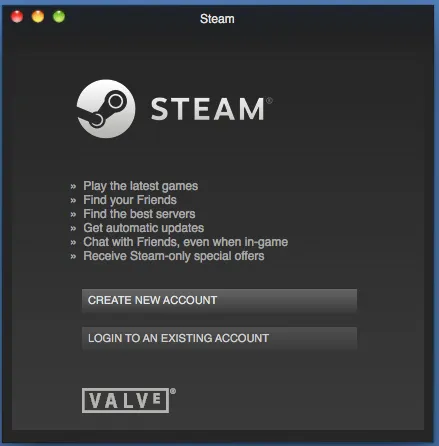 Steam
STEAM®
» Play the latest games
» Find your Friends
» Find the best servers
» Get automatic updates
» Chat with Friends, even when in-game
» Receive Steam-only special offers
CREATE NEW ACCOUNT
LOGIN TO AN EXISTING ACCOUNT
VALVE®